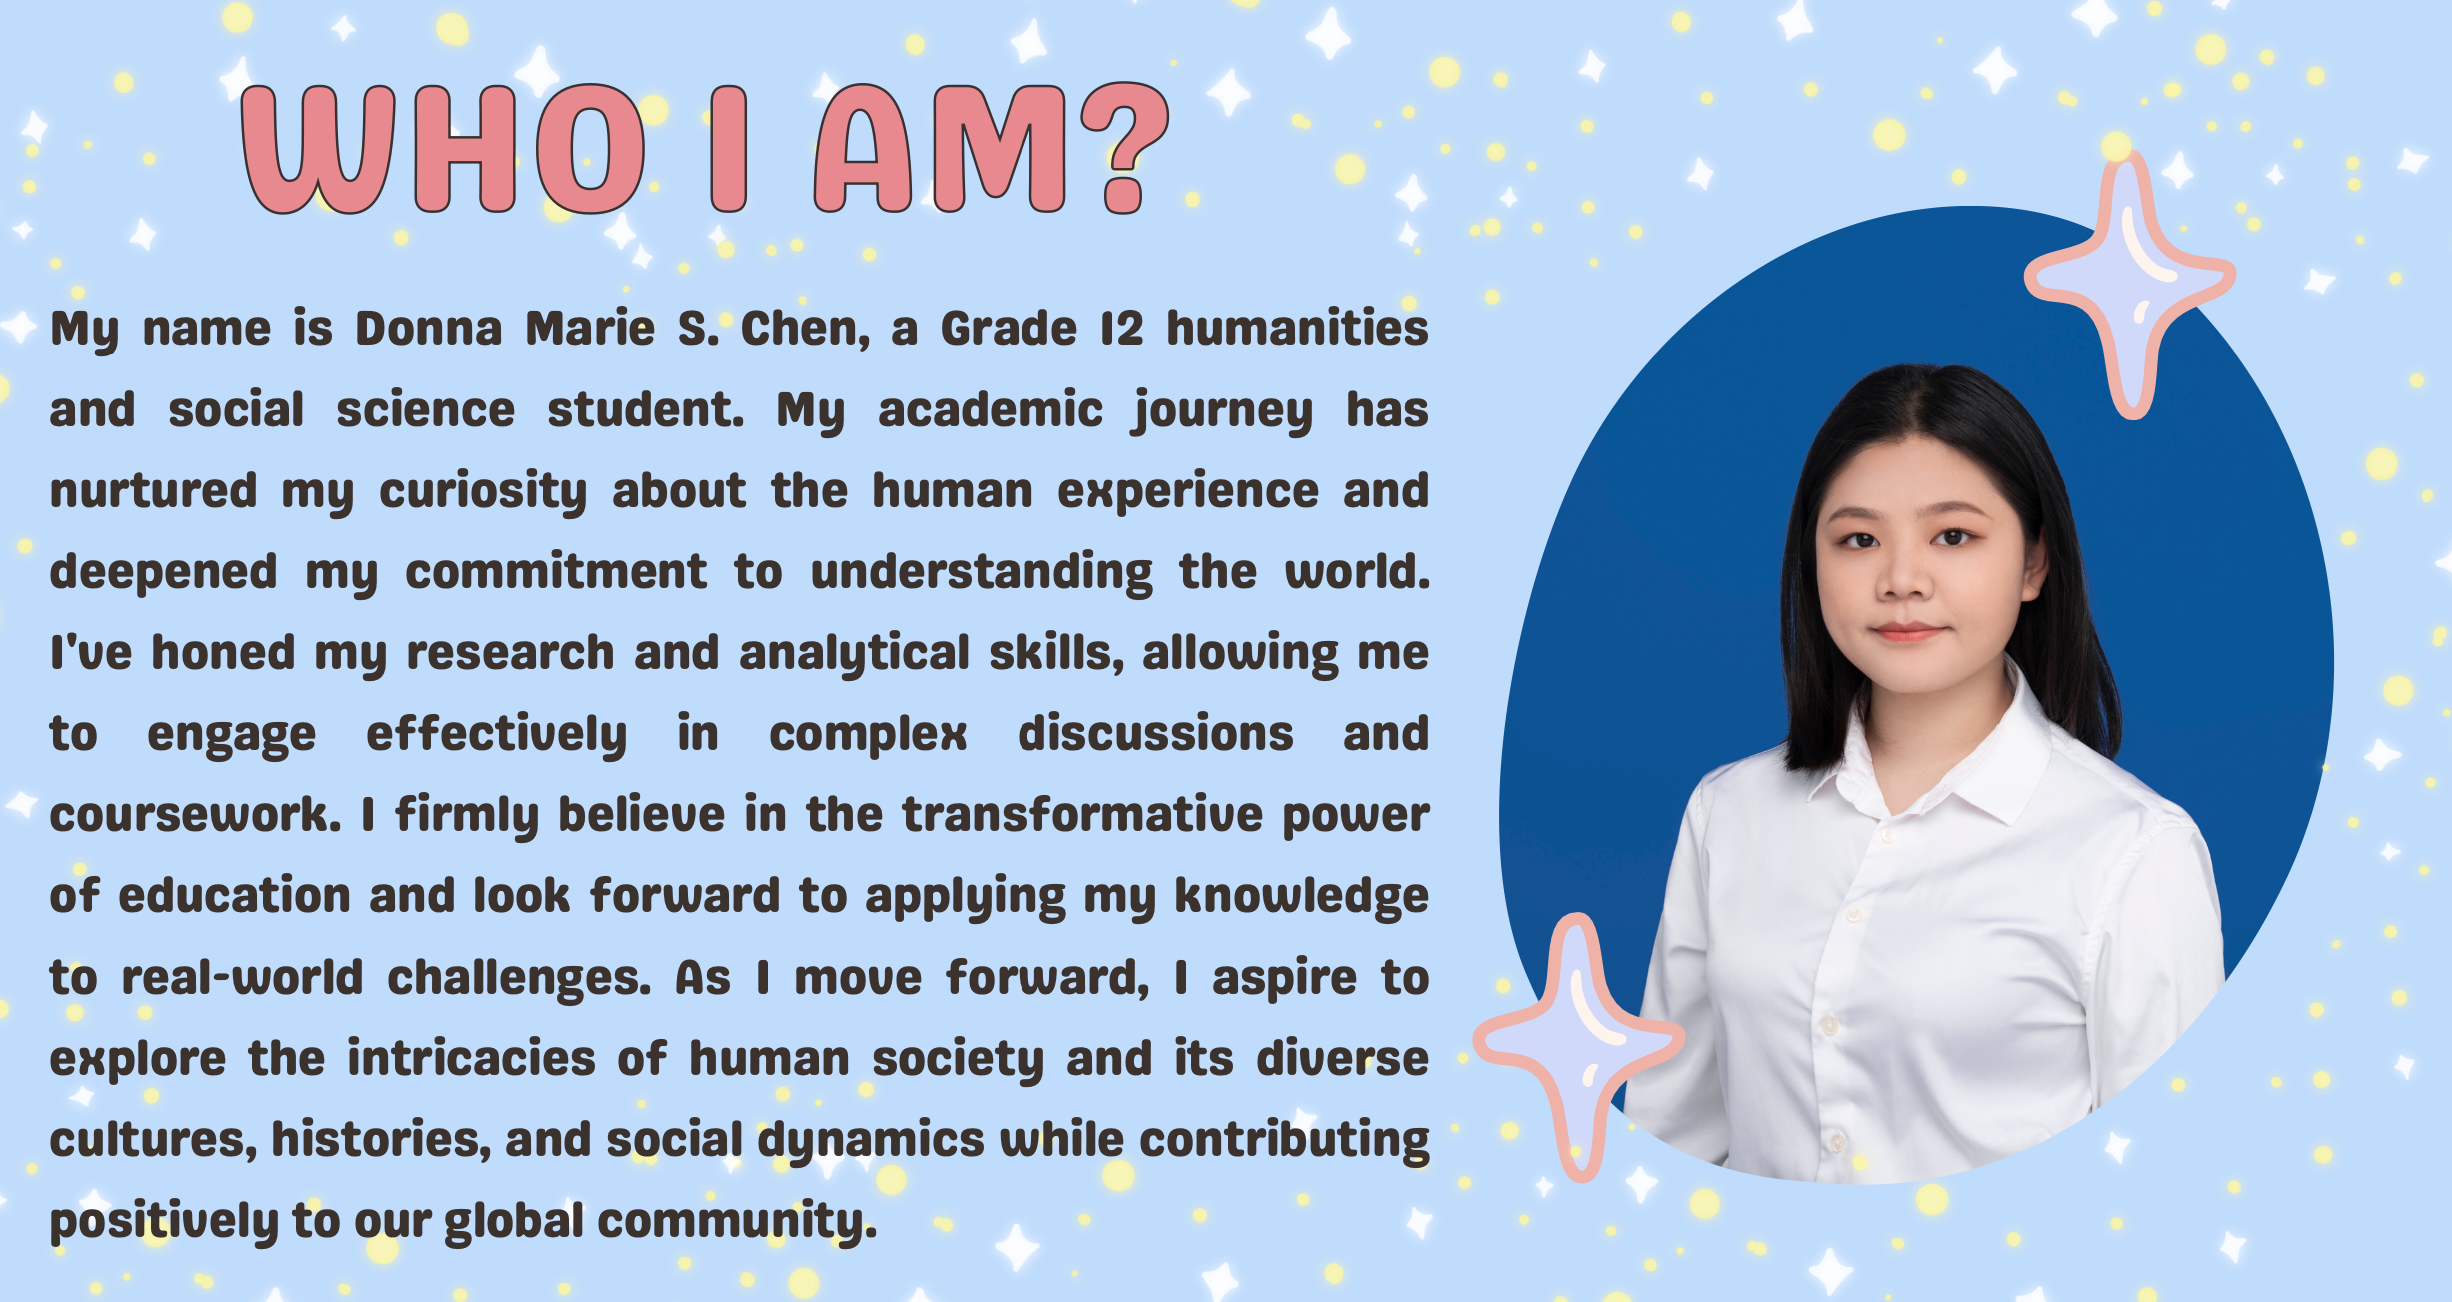 WHO I AM?
My name is Donna Marie S. Chen, a Grade 12 humanities
and social science student. My academic journey has
nurtured my curiosity about the human experience and
deepened my commitment to understanding the world.
I've honed my research and analytical skills, allowing me
to engage effectively in complex discussions and
coursework. I firmly believe in the transformative power
of education and look forward to applying my knowledge
to real-world challenges. As I move forward, I aspire to
explore the intricacies of human society and its diverse
cultures, histories, and social dynamics while contributing
positively to our global community.